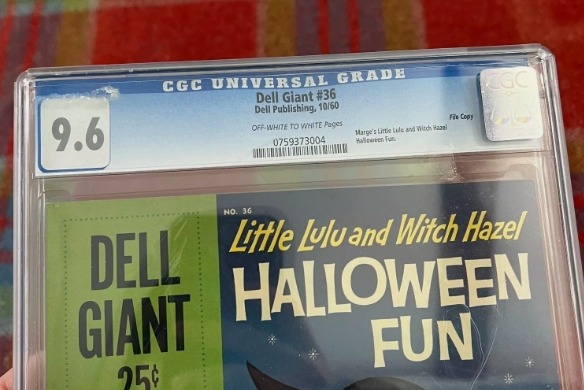 CGC UNIVERSAL GRADE
9.6
Dell Giant #36
Dell Publishing, 10/60
OFF-WHITE TO WHITE Pages
0759373004
File Copy
Marge's Little Lulu and Witch Hazel
Halloween Fun.
CGC
NO. 36
DELL
GIANT
25¢
Little Lulu and Witch Hazel
HALLOWEEN
FUN